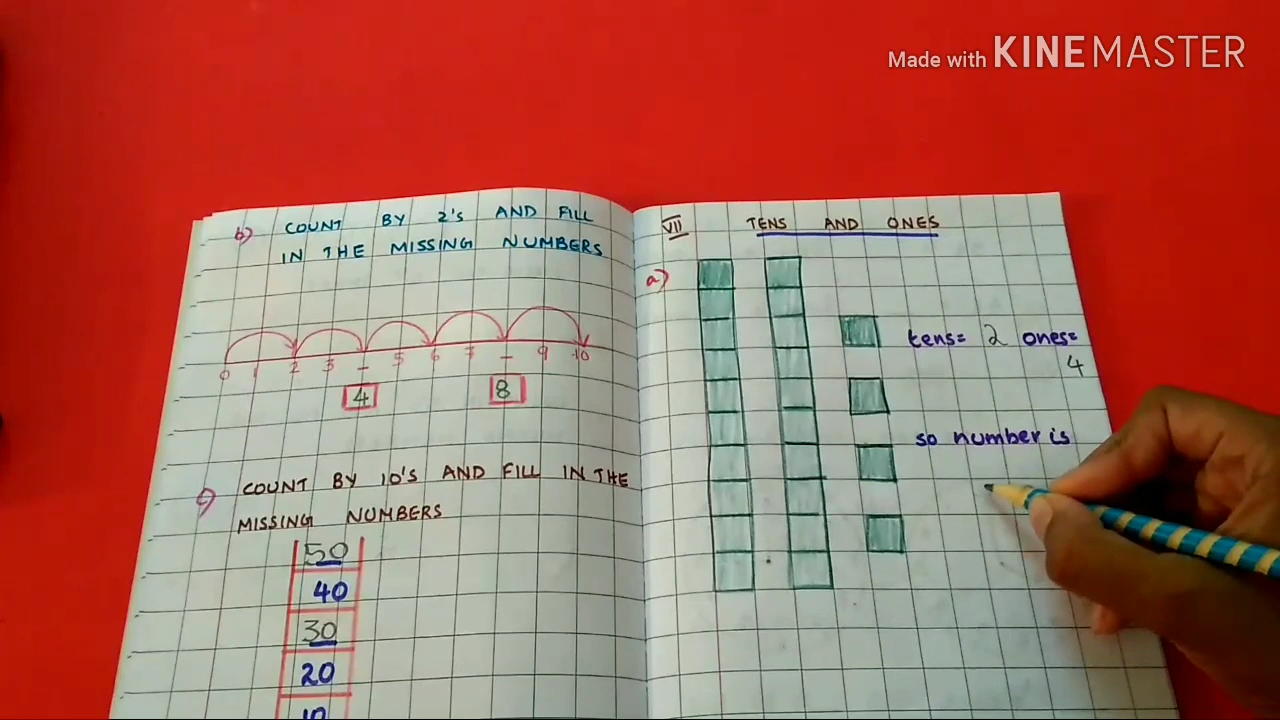 Made with KINEMASTER
b) COUNT BY 2's AND FILL
IN THE MISSING NUMBERS
0 1 2 3 – 5 6 7 – 9 10
4 8
c) COUNT BY 10'S AND FILL IN THE
MISSING NUMBERS
50
40
30
20
10
VII TENS AND ONES
a)
tens= 2 ones=
4
so number is